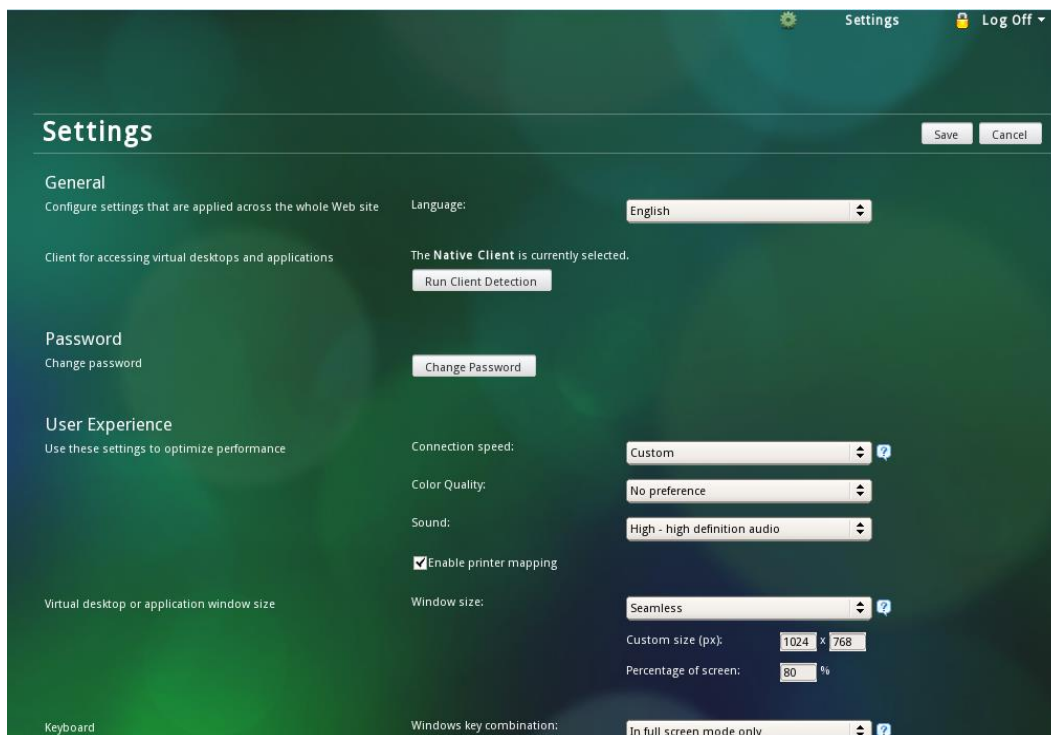 Settings Log Off
Settings Save Cancel
General
Configure settings that are applied across the whole Web site Language: English
Client for accessing virtual desktops and applications The Native Client is currently selected.
Run Client Detection
Password
Change password Change Password
User Experience
Use these settings to optimize performance Connection speed: Custom ?
Color Quality: No preference
Sound: High - high definition audio
Enable printer mapping
Virtual desktop or application window size Window size: Seamless ?
Custom size (px): 1024 x 768
Percentage of screen: 80 %
Keyboard Windows key combination: In full screen mode only ?